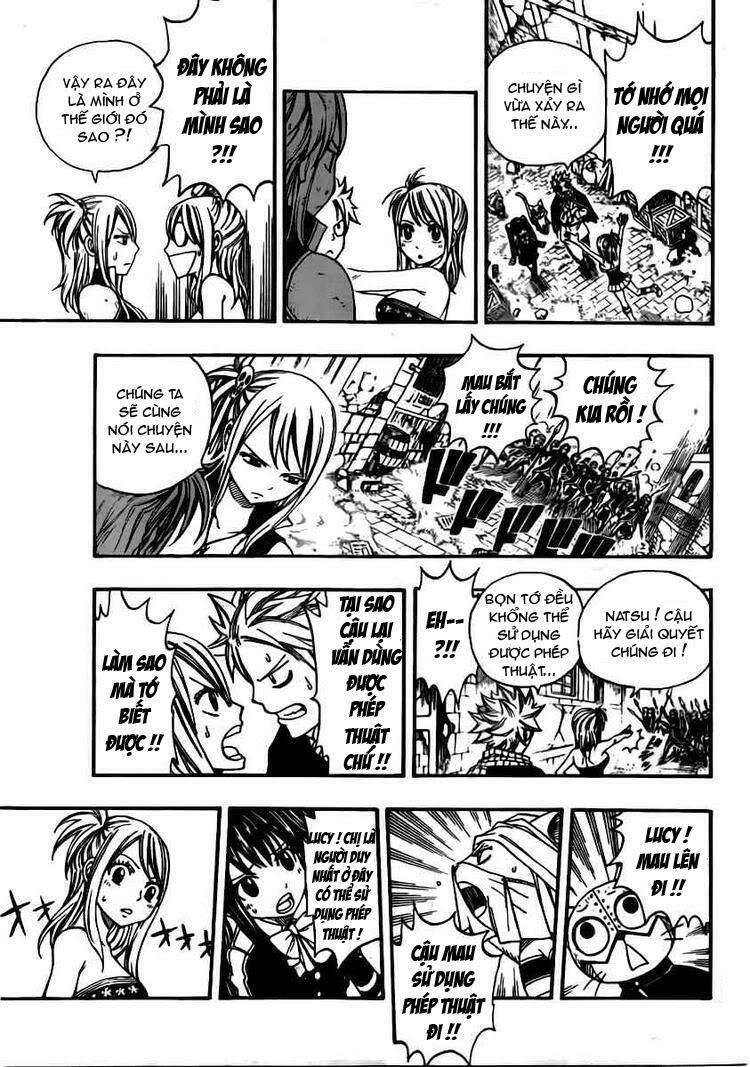 TỚ NHỚ MỌI
NGƯỜI QUÁ
!!!
CHUYỆN GÌ
VỪA XẢY RA
THẾ NÀY...
ĐÂY KHÔNG
PHẢI LÀ
MÌNH SAO
?!!
VẬY RA ĐÂY
LÀ MÌNH Ở
THẾ GIỚI ĐÓ
SAO ?!
CHÚNG
KIA RỒI !
MAU BẮT
LẤY CHÚNG
!!!
ドドドド
CHÚNG TA
SẼ CÙNG
NÓI CHUYỆN
NÀY SAU...
NATSU ! CẬU
HÃY GIẢI QUYẾT
CHÚNG ĐI !
BỌN TỚ ĐỀU
KHỔNG THỂ
SỬ DỤNG
ĐƯỢC PHÉP
THUẬT...
EH--
?!!
TẠI SAO
CẬU LẠI
VẪN DÙNG
ĐƯỢC
PHÉP
THUẬT
CHỨ !!
LÀM SAO
MÀ TỚ
BIẾT
ĐƯỢC !!
LUCY !
MAU LÊN
ĐI !!
CẬU MAU
SỬ DỤNG
PHÉP THUẬT
ĐI !!
LUCY ! CHỊ LÀ
NGƯỜI DUY
NHẤT Ở ĐÂY
CÓ THỂ SỬ
DỤNG PHÉP
THUẬT !